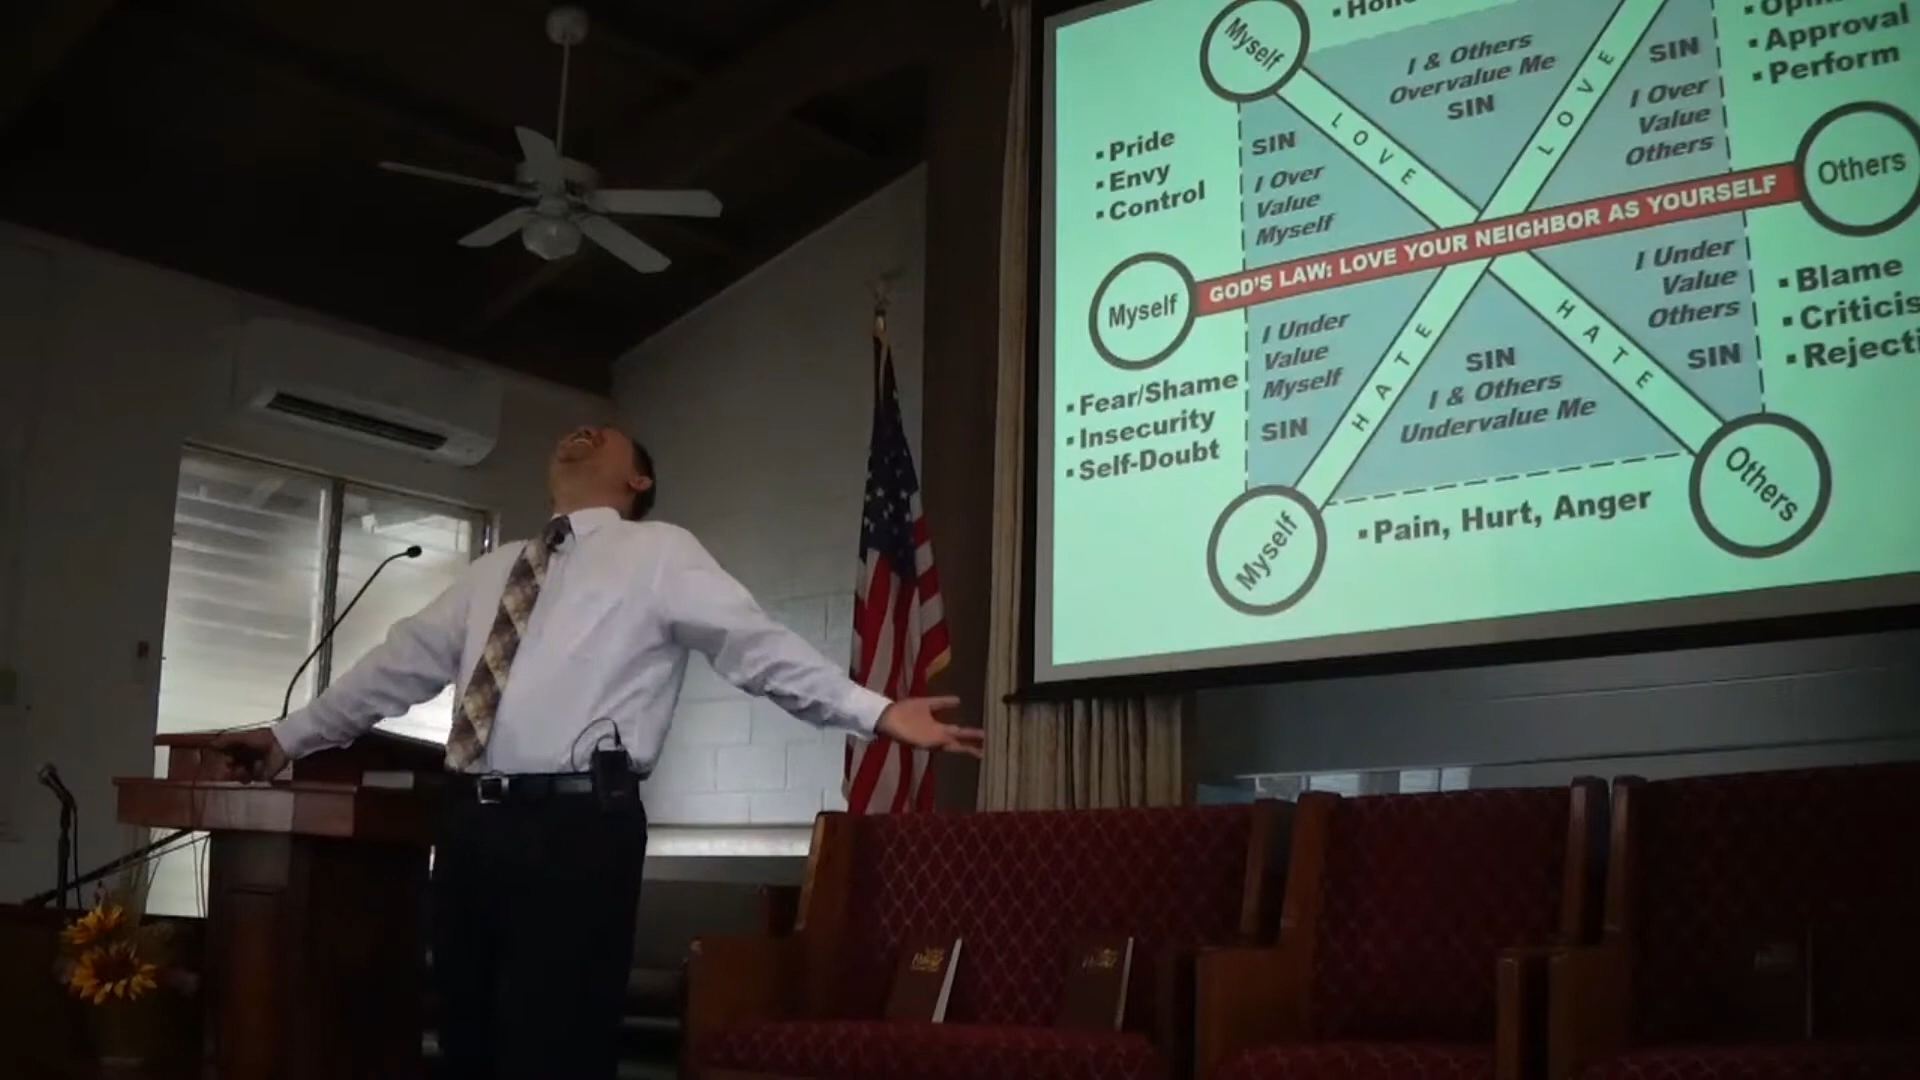 Myself
SIN
I & Others
Overvalue Me
SIN
Approval
Perform
Pride
Envy
Control
SIN
I Over
Value
Myself
LOVE
LOVE
I Over
Value
Others
Others
GOD'S LAW: LOVE YOUR NEIGHBOR AS YOURSELF
Myself
I Under
Value
Myself
SIN
HATE
HATE
I Under
Value
Others
SIN
Blame
Fear/Shame
Insecurity
Self-Doubt
SIN
I & Others
Undervalue Me
Myself
Others
Pain, Hurt, Anger